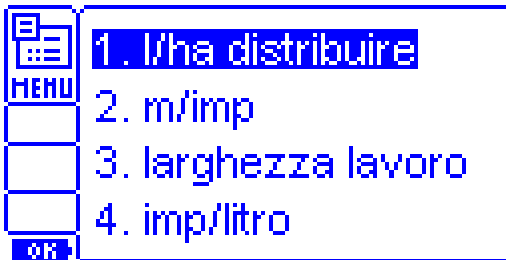 MENU
1. l/ha distribuire
2. m/imp
3. larghezza lavoro
4. imp/litro
OK